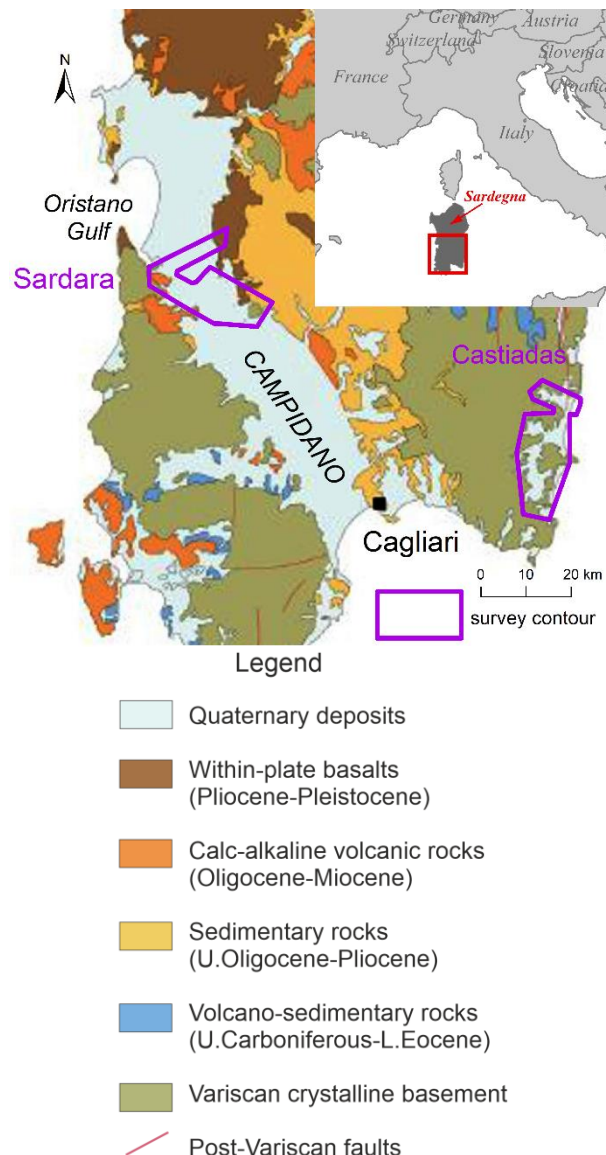 N
Oristano
Gulf
Sardara
CAMPIDANO
Castiadas
Cagliari
Germany
Austria
Switzerland
Slovenia
France
Croatia
Italy
Sardegna
0 10 20 km
survey contour
Legend
Quaternary deposits
Within-plate basalts
(Pliocene-Pleistocene)
Calc-alkaline volcanic rocks
(Oligocene-Miocene)
Sedimentary rocks
(U.Oligocene-Pliocene)
Volcano-sedimentary rocks
(U.Carboniferous-L.Eocene)
Variscan crystalline basement
Post-Variscan faults